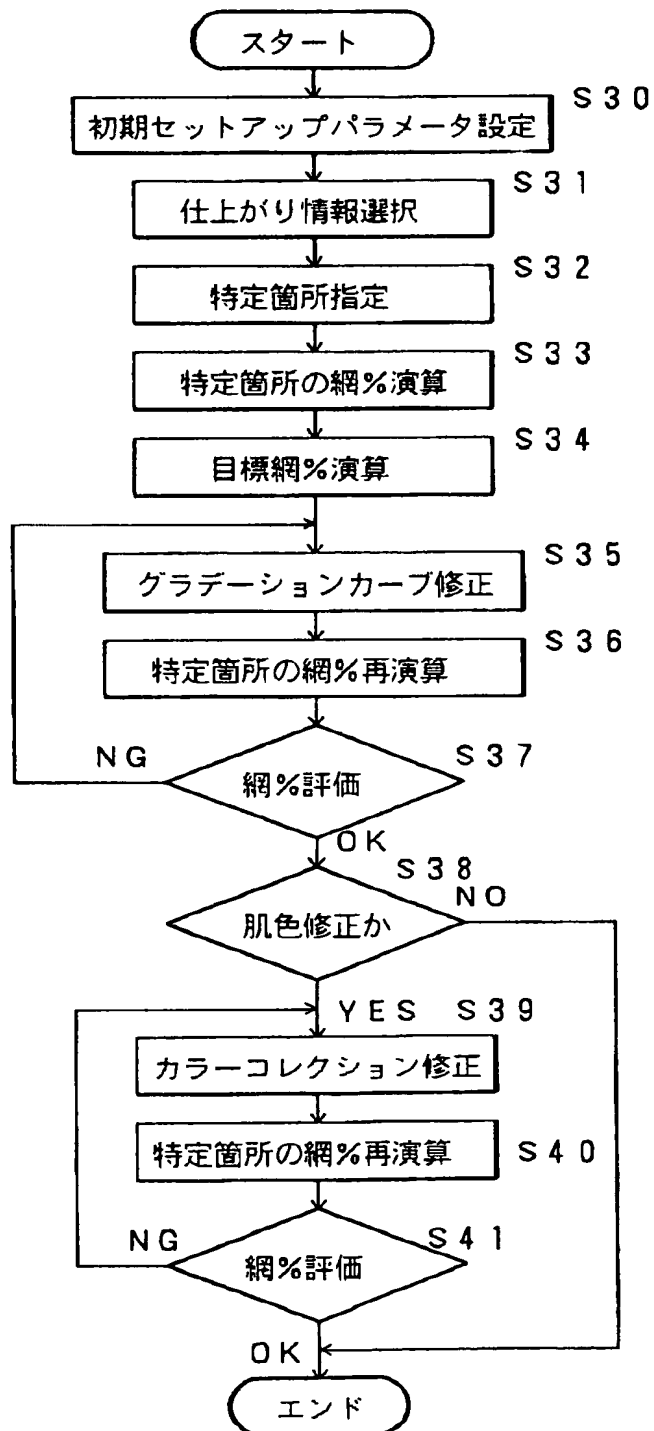 スタート
S30
初期セットアップパラメータ設定
S31
仕上がり情報選択
S32
特定箇所指定
S33
特定箇所の網%演算
S34
目標網%演算
S35
グラデーションカーブ修正
S36
特定箇所の網%再演算
NG
S37
網%評価
OK
S38
NO
肌色修正か
YES S39
カラーコレクション修正
特定箇所の網%再演算 S40
NG
S41
網%評価
OK
エンド